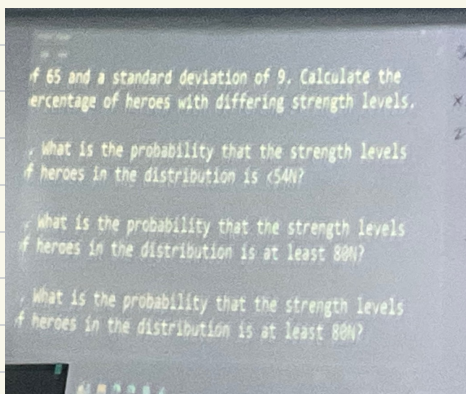 f 65 and a standard deviation of 9. Calculate the
ercentage of heroes with differing strength levels.
. What is the probability that the strength levels
f heroes in the distribution is <54N?
. What is the probability that the strength levels
f heroes in the distribution is at least 80N?
. What is the probability that the strength levels
f heroes in the distribution is at least 80N?
x
z